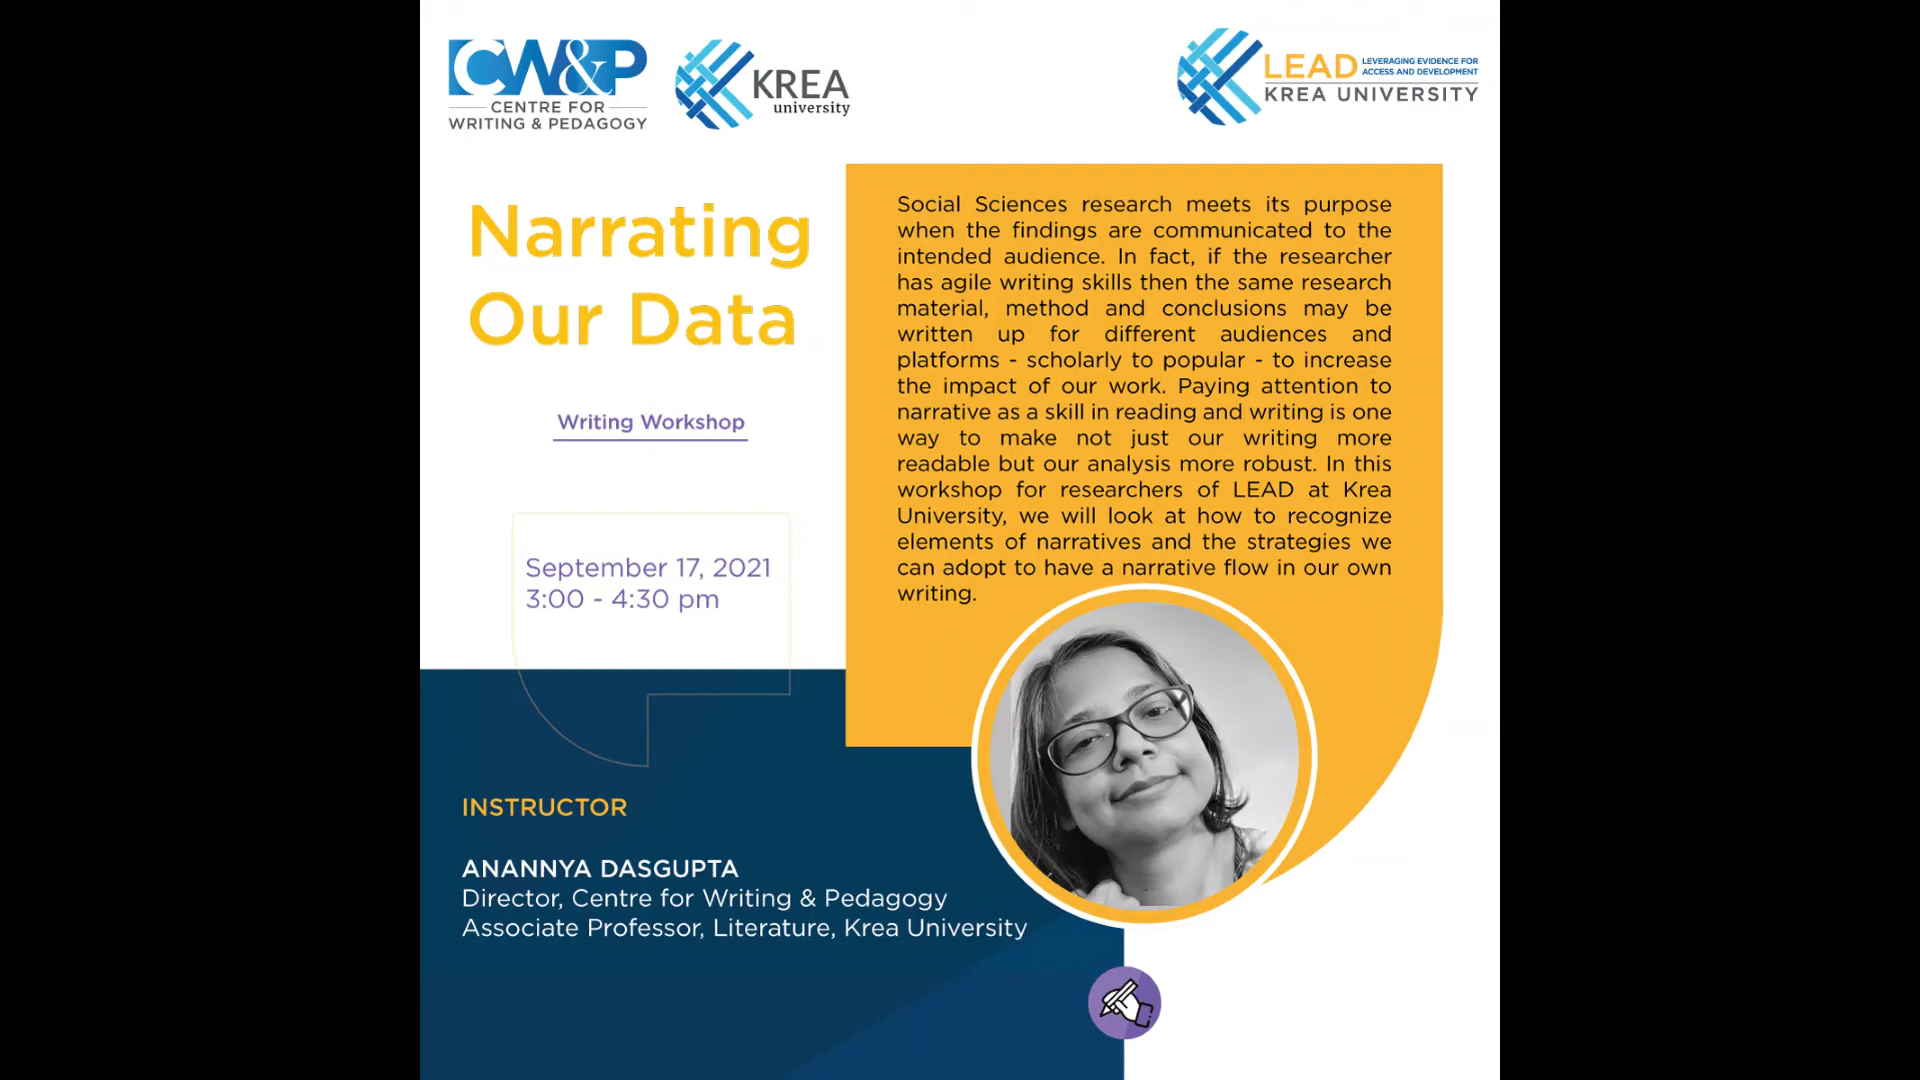 CW&P
CENTRE FOR
WRITING & PEDAGOGY
KREA
university
LEAD
LEVERAGING EVIDENCE FOR
ACCESS AND DEVELOPMENT
KREA UNIVERSITY
Narrating
Our Data
Writing Workshop
September 17, 2021
3:00 - 4:30 pm
Social Sciences research meets its purpose
when the findings are communicated to the
intended audience. In fact, if the researcher
has agile writing skills then the same research
material, method and conclusions may be
written up for different audiences and
platforms - scholarly to popular - to increase
the impact of our work. Paying attention to
narrative as a skill in reading and writing is one
way to make not just our writing more
readable but our analysis more robust. In this
workshop for researchers of LEAD at Krea
University, we will look at how to recognize
elements of narratives and the strategies we
can adopt to have a narrative flow in our own
writing.
INSTRUCTOR
ANANNYA DASGUPTA
Director, Centre for Writing & Pedagogy
Associate Professor, Literature, Krea University